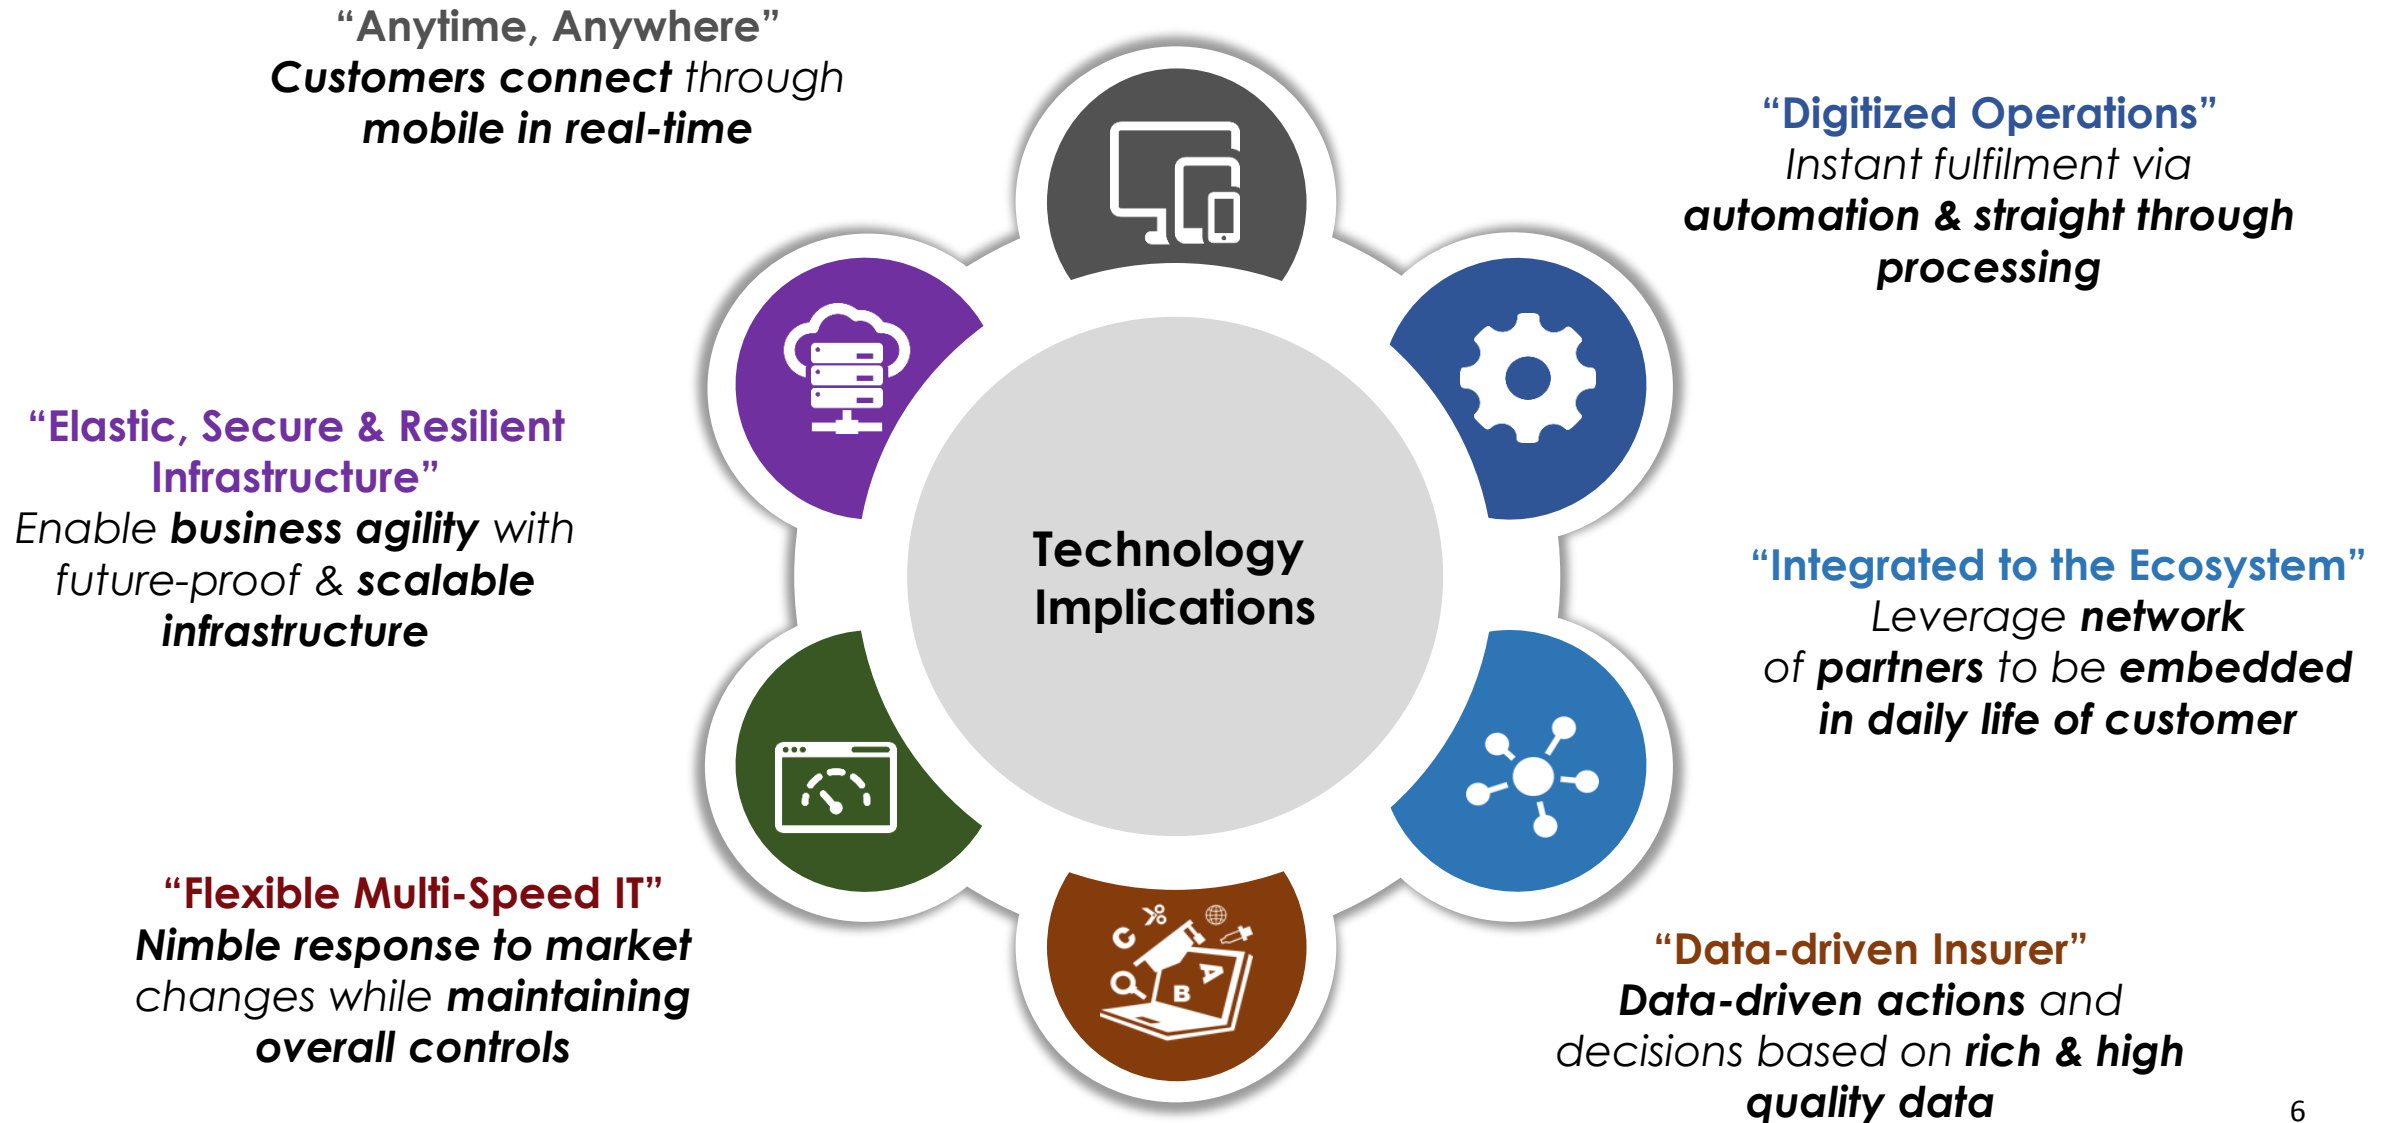 “Anytime, Anywhere”
Customers connect through
mobile in real-time
“Digitized Operations”
Instant fulfilment via
automation & straight through
processing
“Elastic, Secure & Resilient
Infrastructure”
Enable business agility with
future-proof & scalable
infrastructure
Technology
Implications
“Integrated to the Ecosystem”
Leverage network
of partners to be embedded
in daily life of customer
“Flexible Multi-Speed IT”
Nimble response to market
changes while maintaining
overall controls
C
A
B
“Data-driven Insurer”
Data-driven actions and
decisions based on rich & high
quality data
6